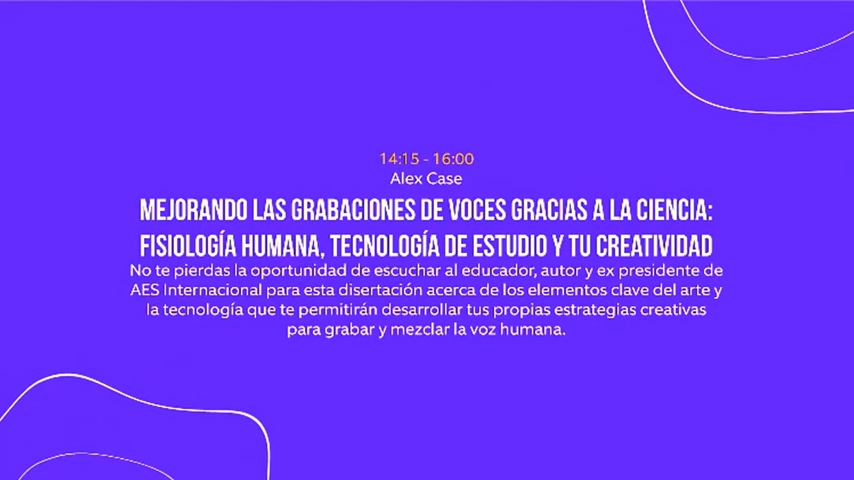 14:15 - 16:00
Alex Case
MEJORANDO LAS GRABACIONES DE VOCES GRACIAS A LA CIENCIA:
FISIOLOGÍA HUMANA, TECNOLOGÍA DE ESTUDIO Y TU CREATIVIDAD
No te pierdas la oportunidad de escuchar al educador, autor y ex presidente de
AES Internacional para esta disertación acerca de los elementos clave del arte y
la tecnología que te permitirán desarrollar tus propias estrategias creativas
para grabar y mezclar la voz humana.